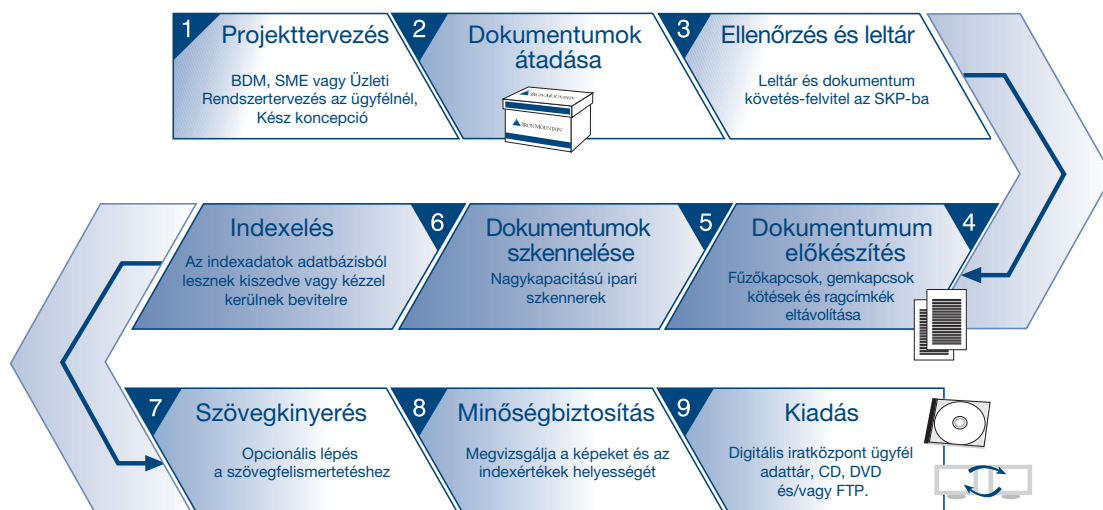 1
Projekttervezés
BDM, SME vagy Üzleti
Rendszertervezés az ügyfélnél,
Kész koncepció
2
Dokumentumok
átadása
IRON MOUNTAIN
IRON MOUNTAIN
3
Ellenőrzés és leltár
Leltár és dokumentum
követés-felvitel az SKP-ba
4
Dokumentumum
előkészítés
Fűzőkapcsok, gemkapcsok
kötések és ragcímkék
eltávolítása
5
Dokumentumok
szkennelése
Nagykapacitású ipari
szkennerek
6
Indexelés
Az indexadatok adatbázisból
lesznek kiszedve vagy kézzel
kerülnek bevitelre
7
Szövegkinyerés
Opcionális lépés
a szövegfelismertetéshez
8
Minőségbiztosítás
Megvizsgálja a képeket és az
indexértékek helyességét
9
Kiadás
Digitális iratközpont ügyfél
adattár, CD, DVD
és/vagy FTP.